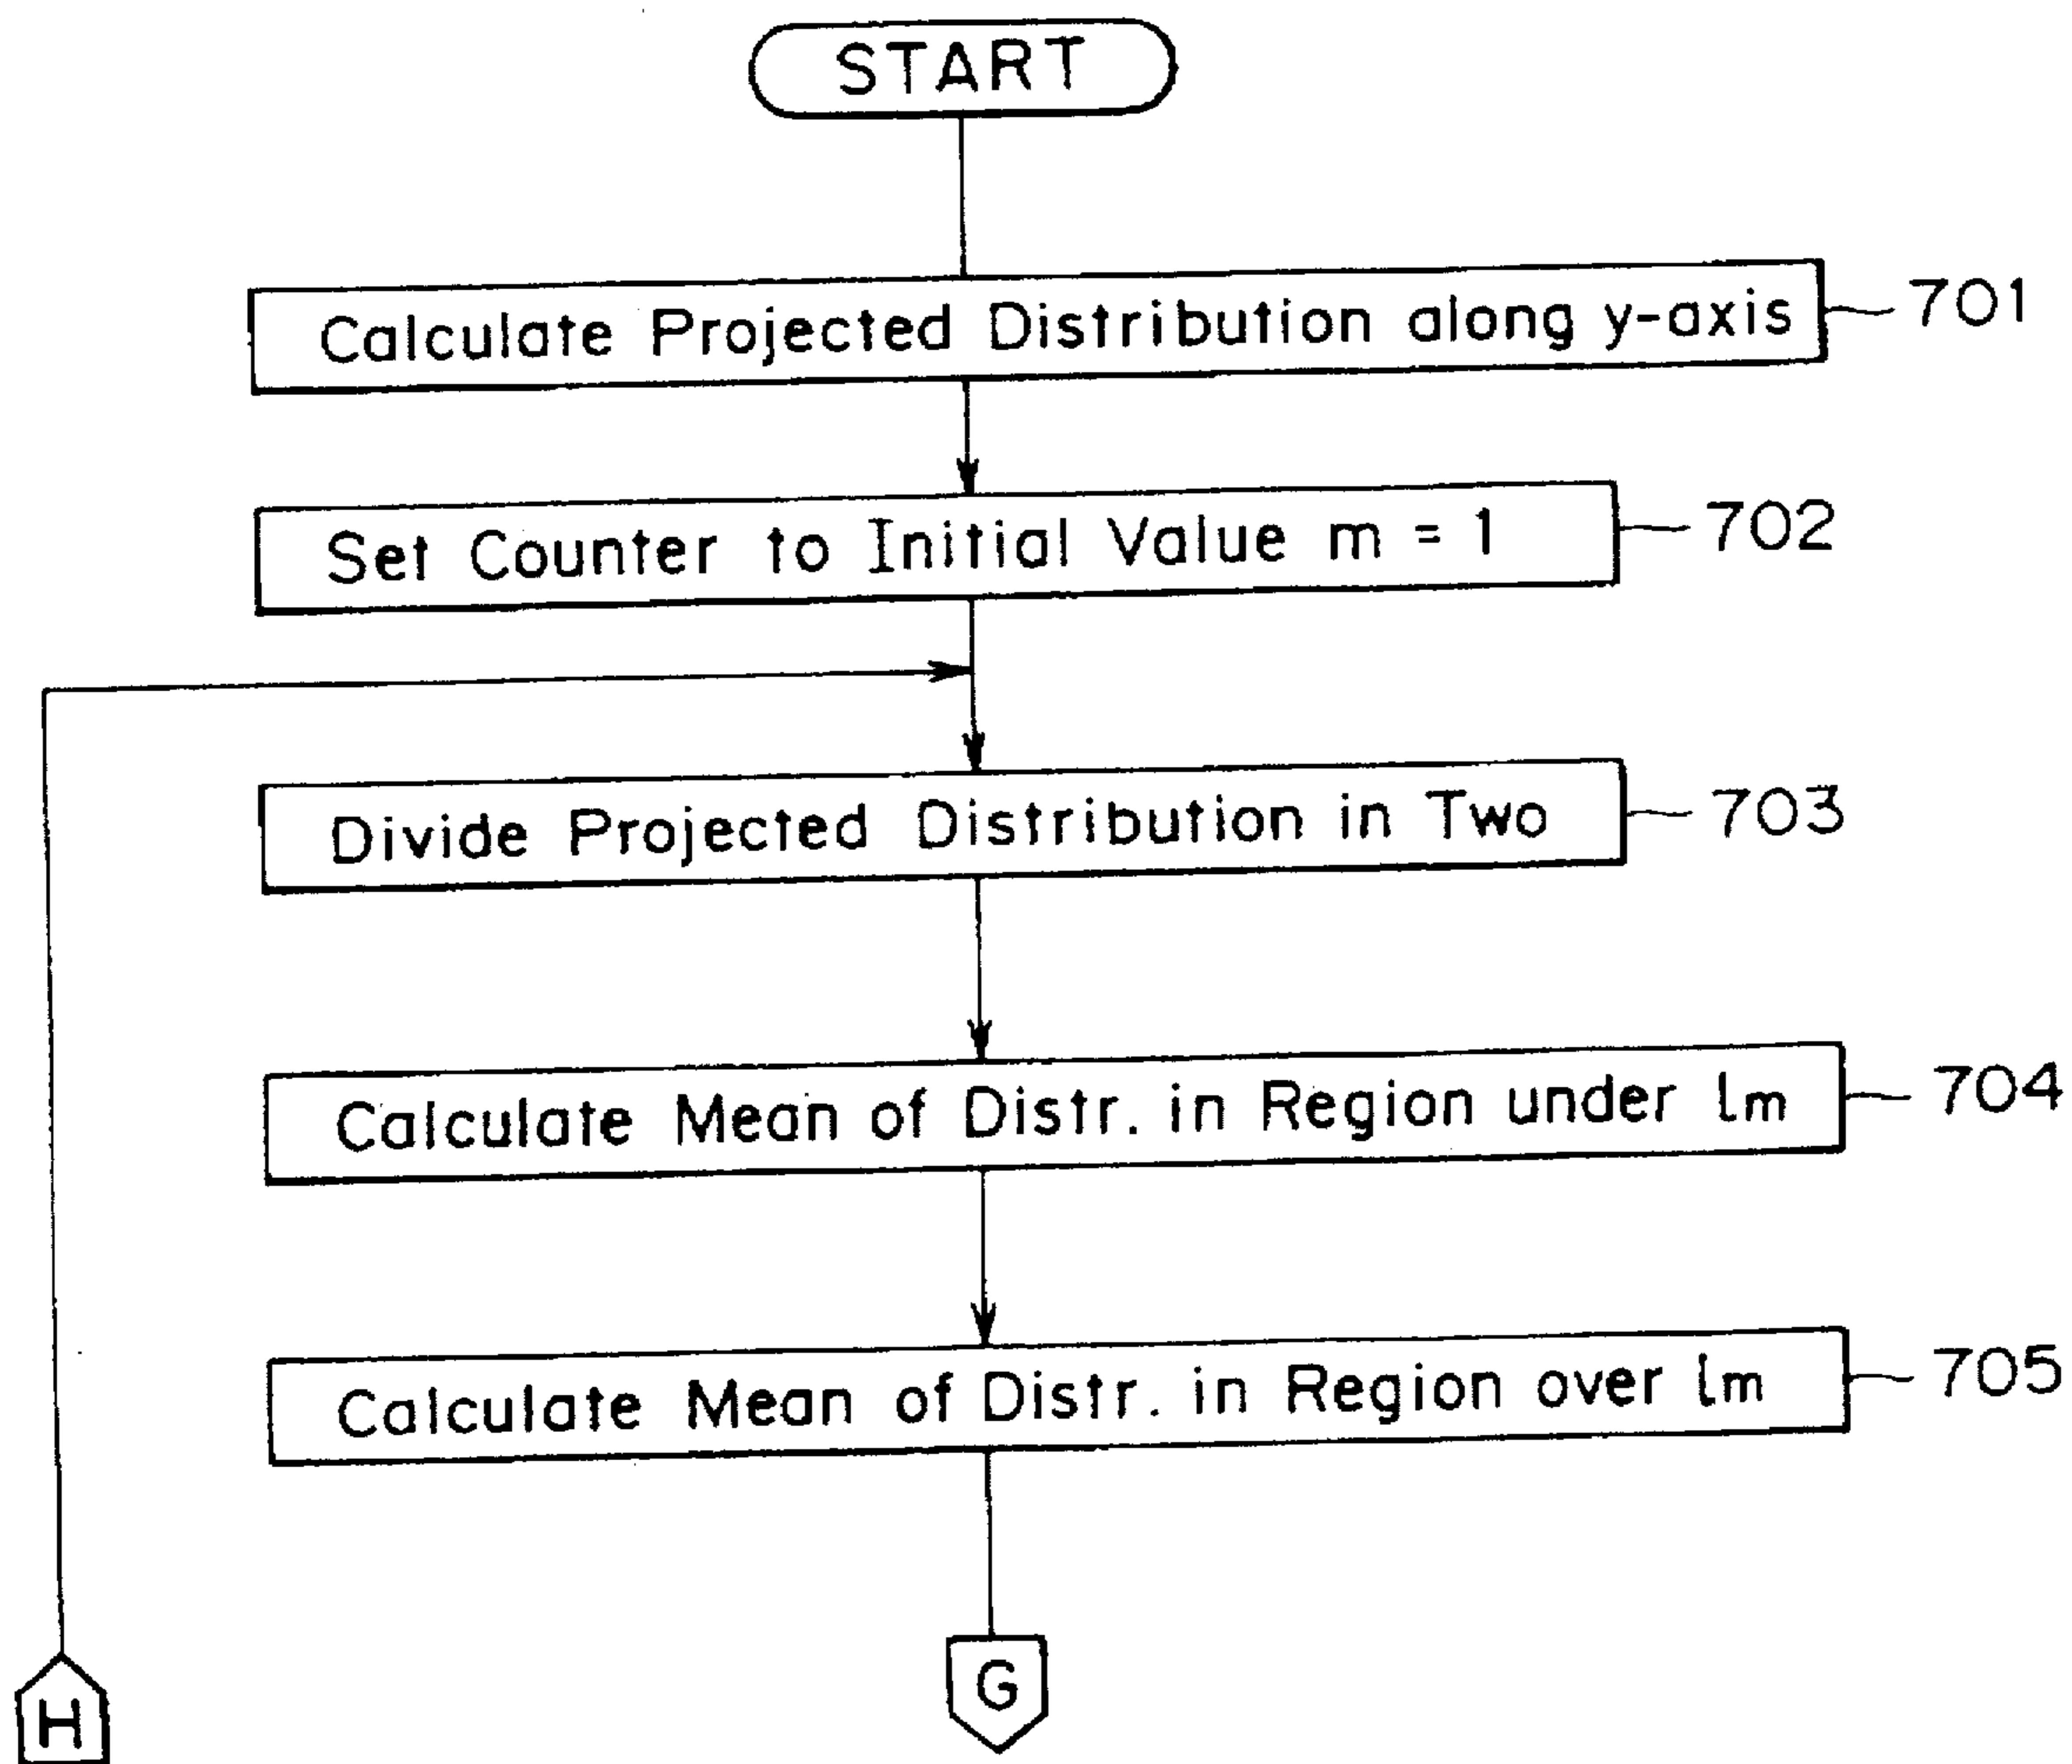 START
Calculate Projected Distribution along y-axis
701
Set Counter to Initial Value m = 1
702
Divide Projected Distribution in Two
703
Calculate Mean of Distr. in Region under lm
704
Calculate Mean of Distr. in Region over lm
705
H
G